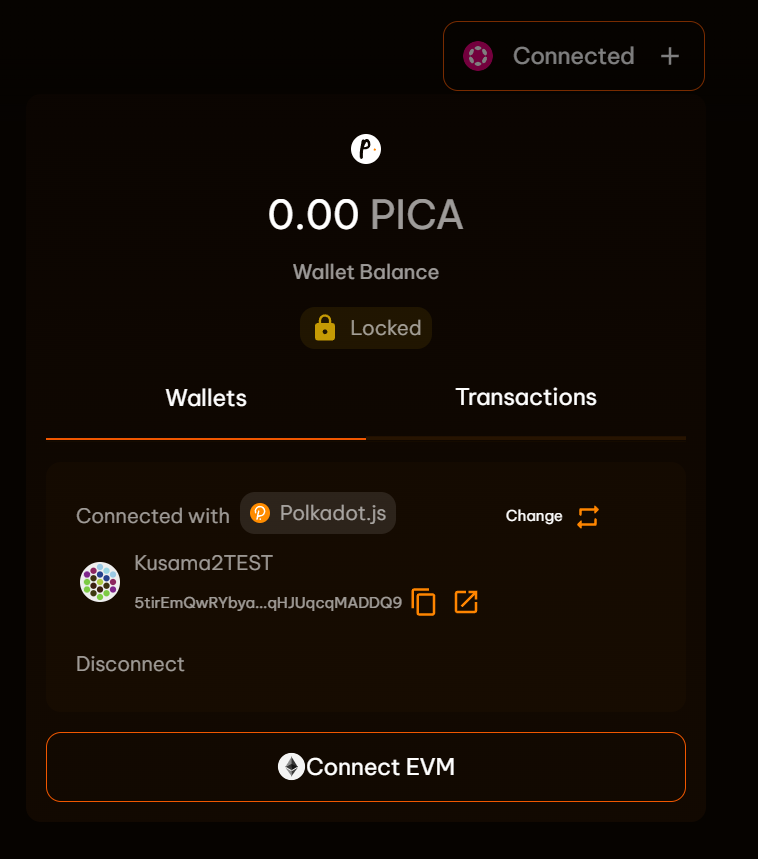 Connected +
0.00 PICA
Wallet Balance
Locked
Wallets Transactions
Connected with Polkadot.js Change
Kusama2TEST
5tirEmQwRYbya...qHJUqcqMADDQ9
Disconnect
Connect EVM